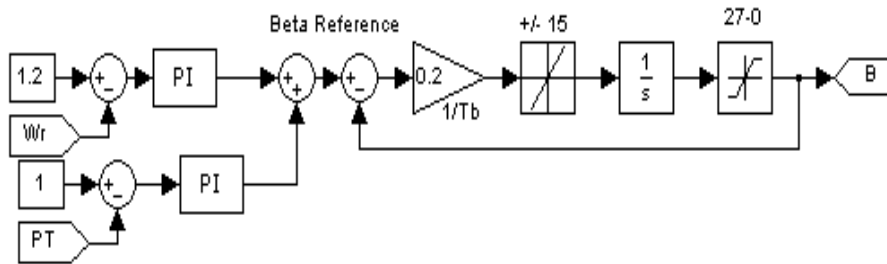 Beta Reference
+/- 15
27-0
1.2
+
-
PI
+
+
+
-
0.2
1/Tb
1
s
B
Wr
1
+
-
PI
PT